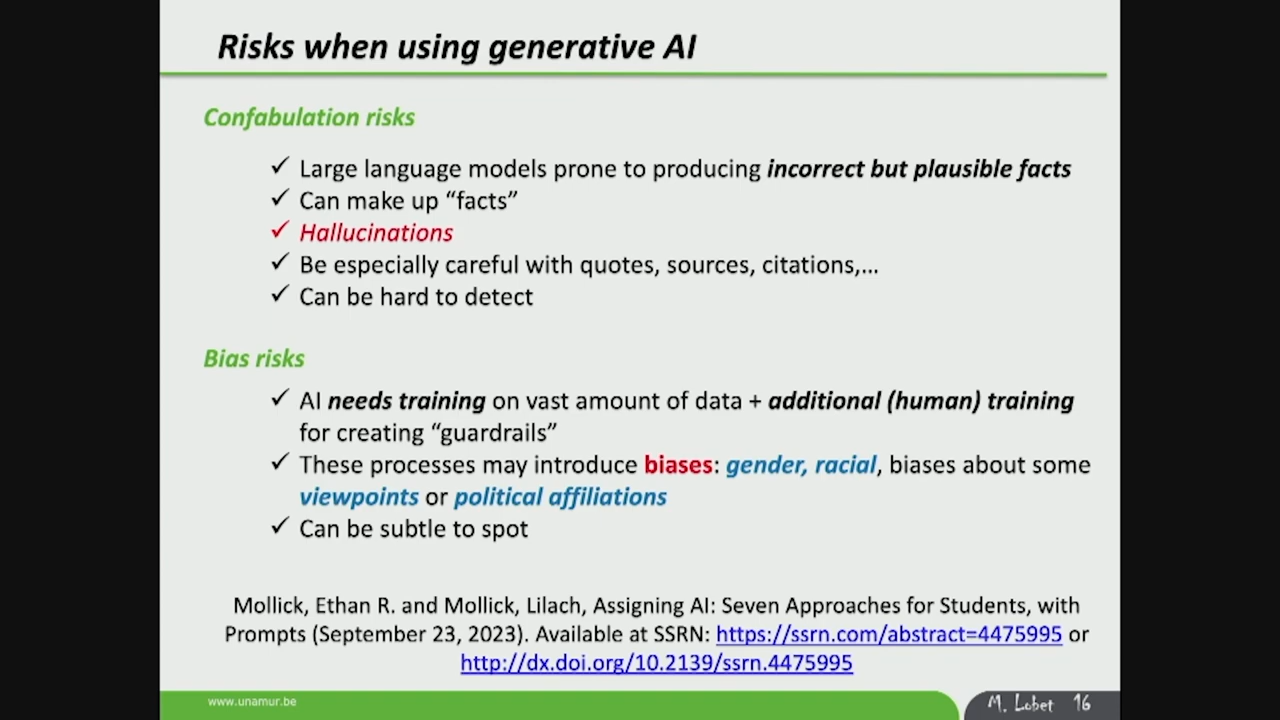 Risks when using generative AI
Confabulation risks
✓ Large language models prone to producing incorrect but plausible facts
✓ Can make up “facts”
✓ Hallucinations
✓ Be especially careful with quotes, sources, citations,...
✓ Can be hard to detect
Bias risks
✓ AI needs training on vast amount of data + additional (human) training
for creating “guardrails”
✓ These processes may introduce biases: gender, racial, biases about some
viewpoints or political affiliations
✓ Can be subtle to spot
Mollick, Ethan R. and Mollick, Lilach, Assigning AI: Seven Approaches for Students, with
Prompts (September 23, 2023). Available at SSRN: https://ssrn.com/abstract=4475995 or
http://dx.doi.org/10.2139/ssrn.4475995
www.unamur.be
M. Lobet 16